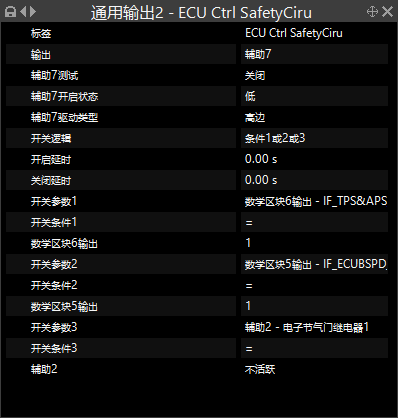 通用输出2 - ECU Ctrl SafetyCiru
标签 ECU Ctrl SafetyCiru
输出 辅助7
辅助7测试 关闭
辅助7开启状态 低
辅助7驱动类型 高边
开关逻辑 条件1或2或3
开启延时 0.00 s
关闭延时 0.00 s
开关参数1 数学区块6输出 - IF_TPS&APS
开关条件1 =
数学区块6输出 1
开关参数2 数学区块5输出 - IF_ECUBSPD_
开关条件2 =
数学区块5输出 1
开关参数3 辅助2 - 电子节气门继电器1
开关条件3 =
辅助2 不活跃